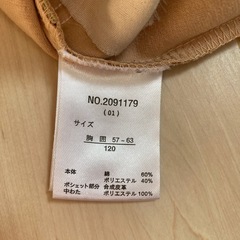 NO.2091179
(01)
サイズ
胸囲 57-63
120
本体 綿 60%
ポリエステル 40%
ポシェット部分 合成皮革
中わた ポリエステル 100%